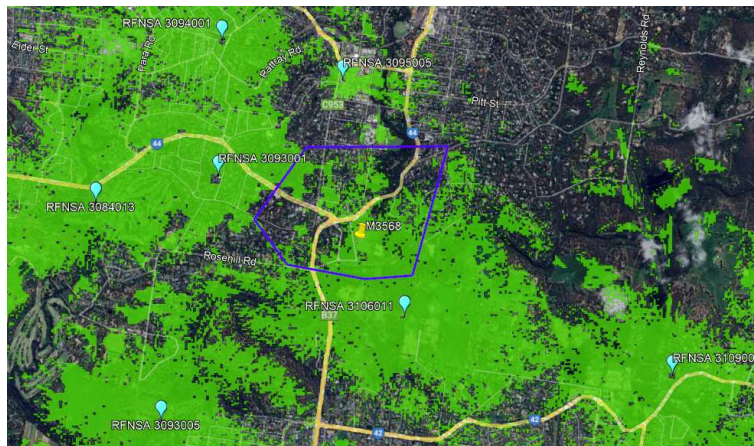 RFNSA 3094001
Elder St
Para Rd
Rattray Rd
RFNSA 3095005
Reynolds Rd
C953
Pitt St
44
44
RFNSA 3093001
RFNSA 3084013
M3568
Rosehill Rd
RFNSA 3106011
B37
RFNSA 310900
RFNSA 3093005
42
42